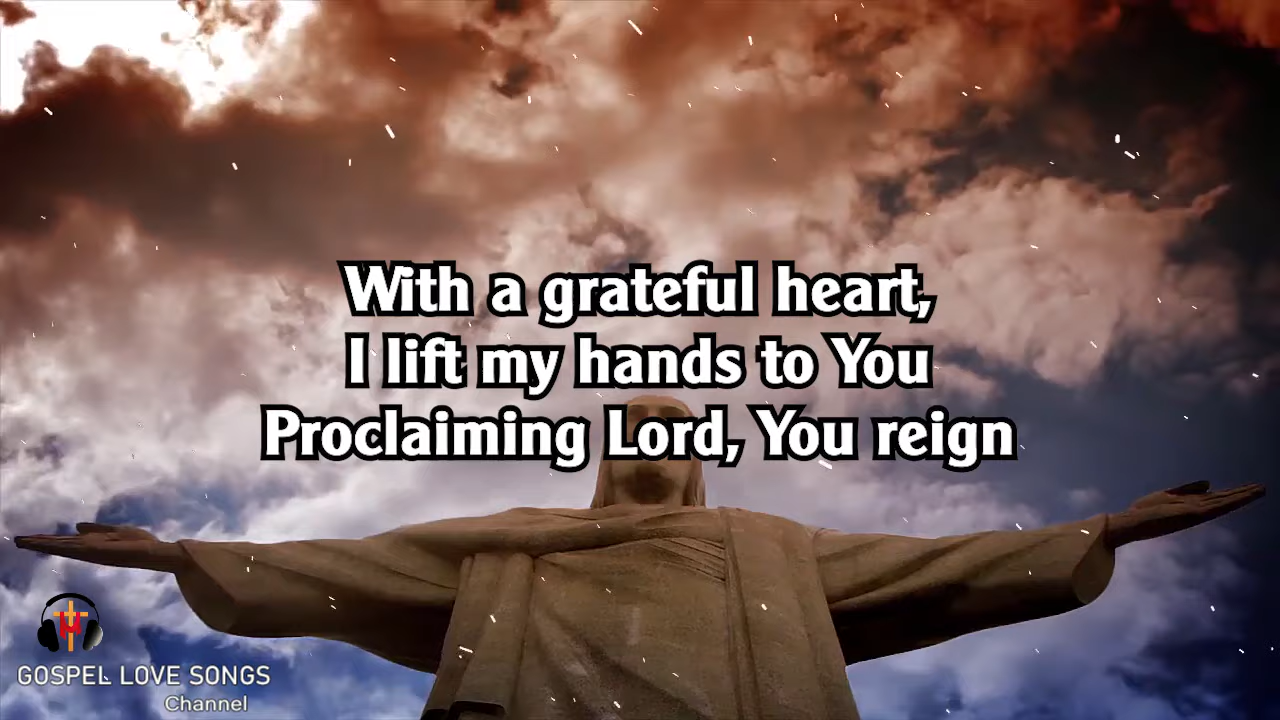 With a grateful heart,
I lift my hands to You
Proclaiming Lord, You reign
GOSPEL LOVE SONGS
Channel